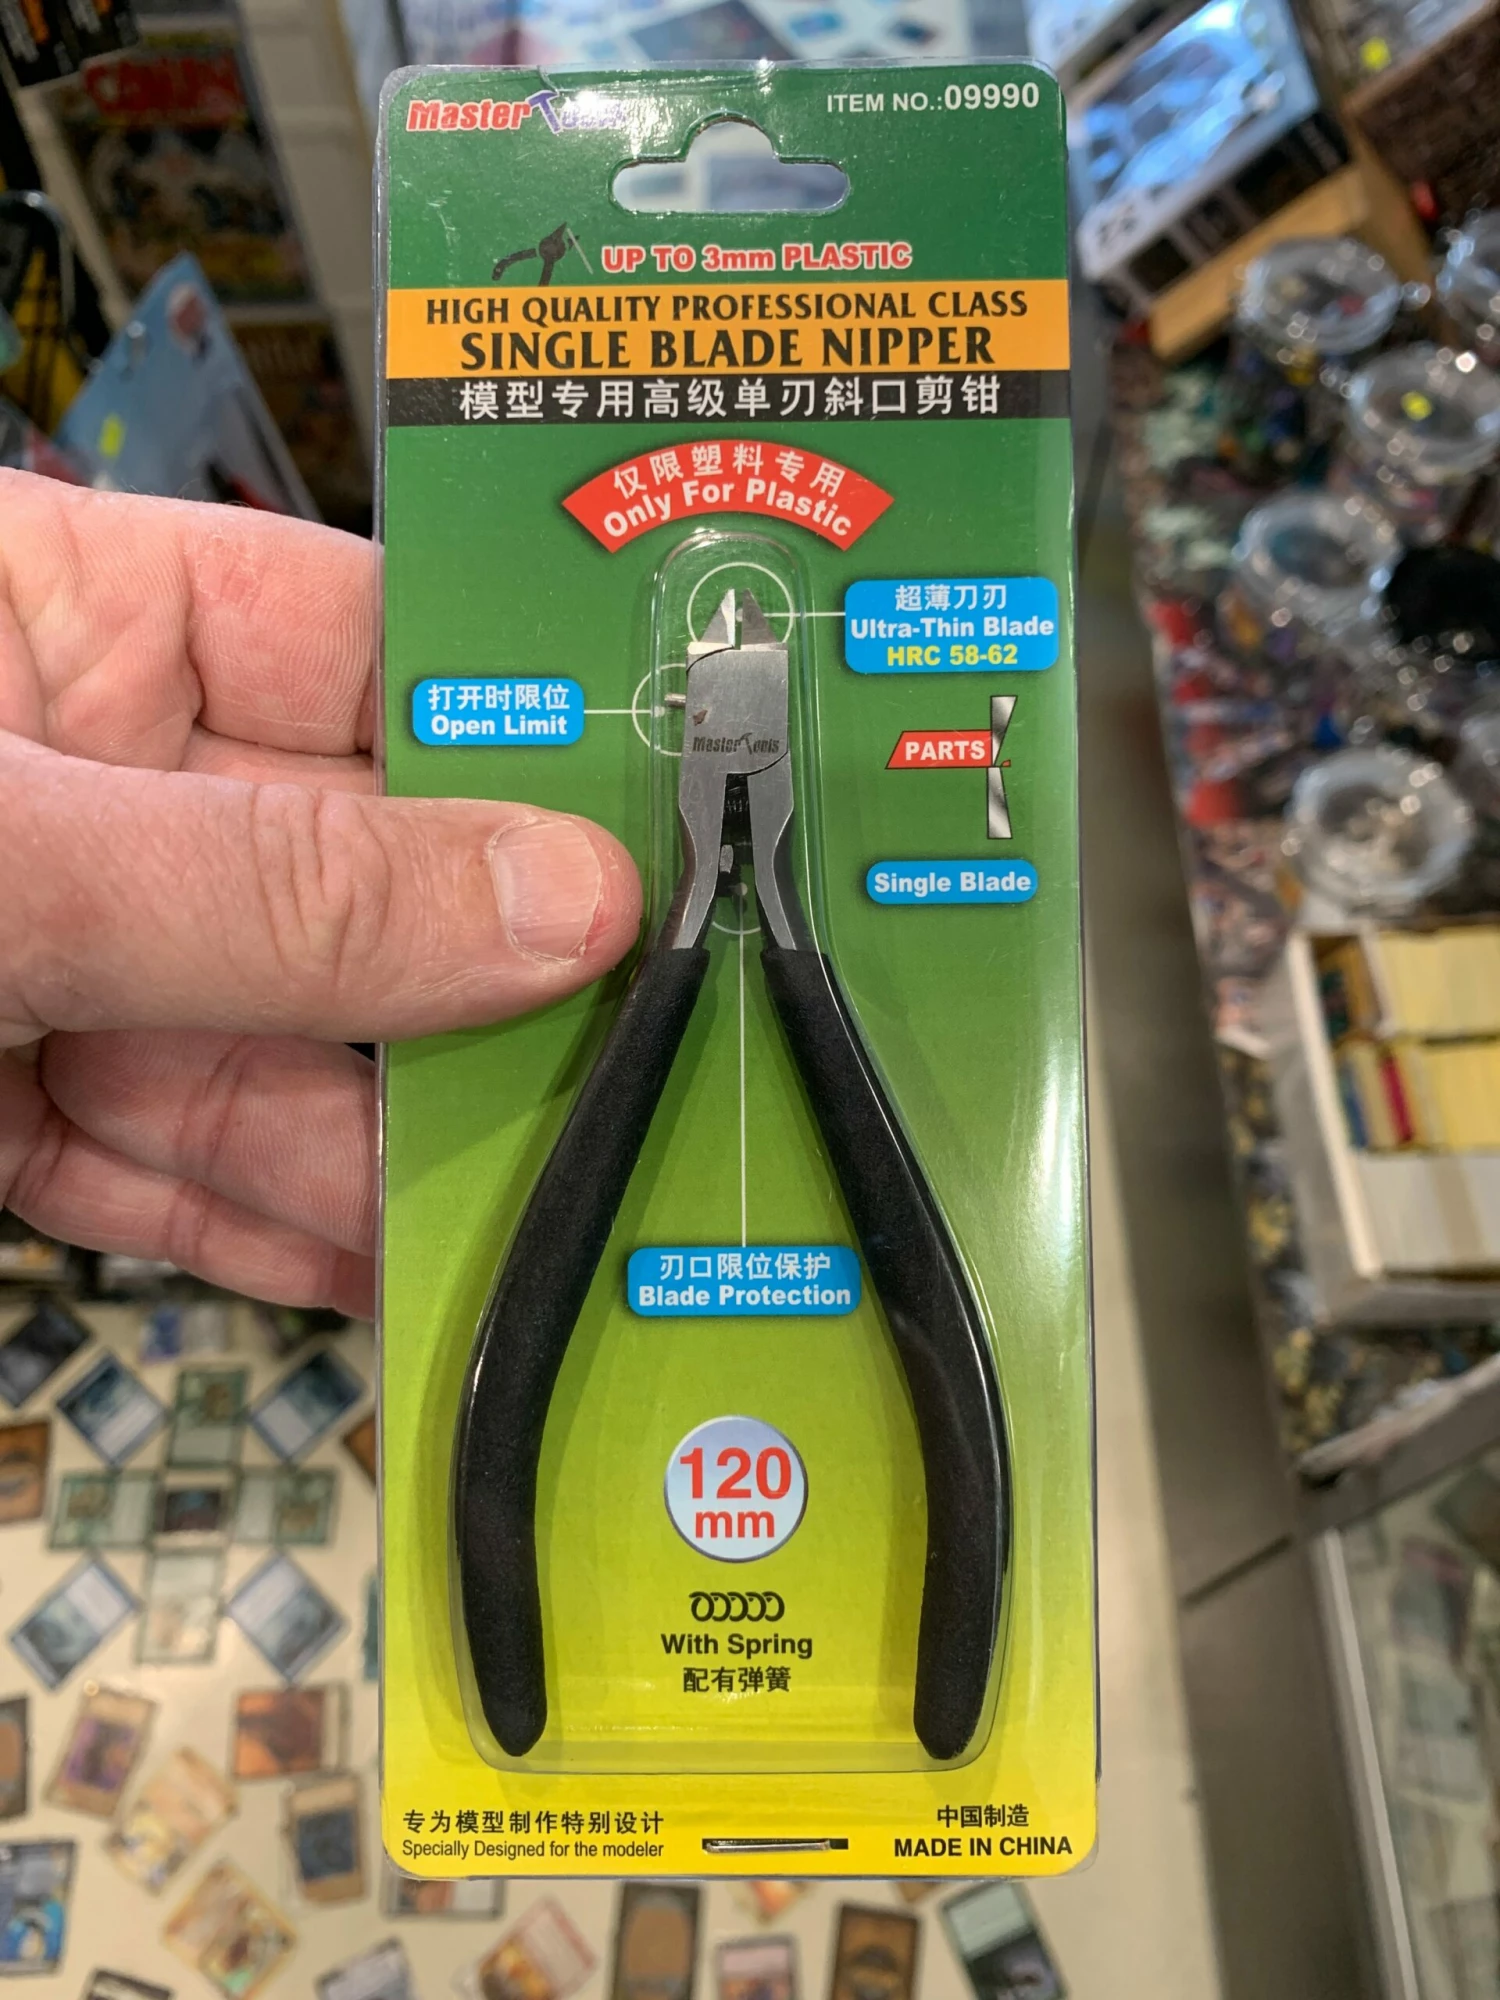 Master Tools
ITEM NO.:09990
UP TO 3mm PLASTIC
HIGH QUALITY PROFESSIONAL CLASS
SINGLE BLADE NIPPER
模型专用高级单刃斜口剪钳
仅限塑料专用
Only For Plastic
超薄刀刃
Ultra-Thin Blade
HRC 58-62
打开时限位
Open Limit
PARTS
Master Tools
Single Blade
刃口限位保护
Blade Protection
120
mm
With Spring
配有弹簧
专为模型制作特别设计
Specially Designed for the modeler
中国制造
MADE IN CHINA